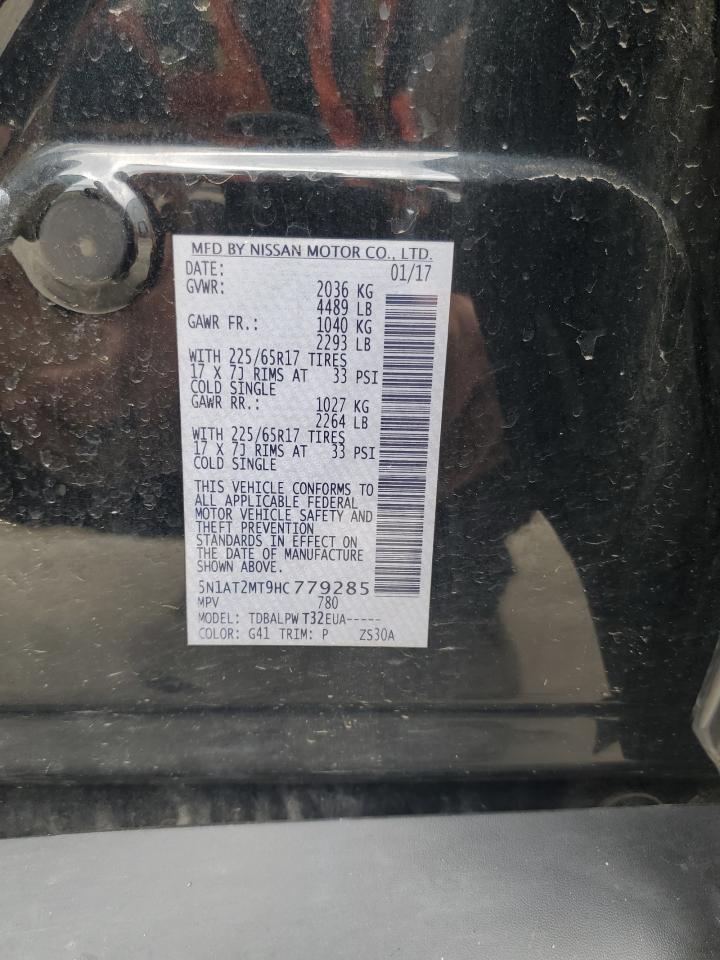 MFD BY NISSAN MOTOR CO., LTD.
DATE: 01/17
GVWR: 2036 KG
4489 LB
GAWR FR.: 1040 KG
2293 LB
WITH 225/65R17 TIRES
17 X 7J RIMS AT 33 PSI
COLD SINGLE
GAWR RR.: 1027 KG
2264 LB
WITH 225/65R17 TIRES
17 X 7J RIMS AT 33 PSI
COLD SINGLE
THIS VEHICLE CONFORMS TO
ALL APPLICABLE FEDERAL
MOTOR VEHICLE SAFETY AND
THEFT PREVENTION
STANDARDS IN EFFECT ON
THE DATE OF MANUFACTURE
SHOWN ABOVE.
5N1AT2MT9HC779285
MPV 780
MODEL: TDBALPW T32EUA-----
COLOR: G41 TRIM: P ZS30A